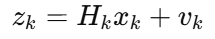 z_k = H_k x_k + v_k